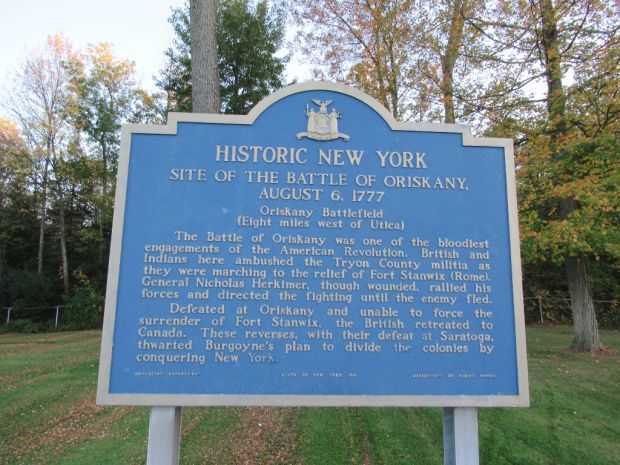 HISTORIC NEW YORK
SITE OF THE BATTLE OF ORISKANY,
AUGUST 6, 1777
Oriskany Battlefield
(Eight miles west of Utica)
The Battle of Oriskany was one of the bloodiest
engagements of the American Revolution. British and
Indians here ambushed the Tryon County militia as
they were marching to the relief of Fort Stanwix (Rome).
General Nicholas Herkimer, though wounded, rallied his
forces and directed the fighting until the enemy fled.
Defeated at Oriskany and unable to force the
surrender of Fort Stanwix, the British retreated to
Canada. These reverses, with their defeat at Saratoga,
thwarted Burgoyne's plan to divide the colonies by
conquering New York.